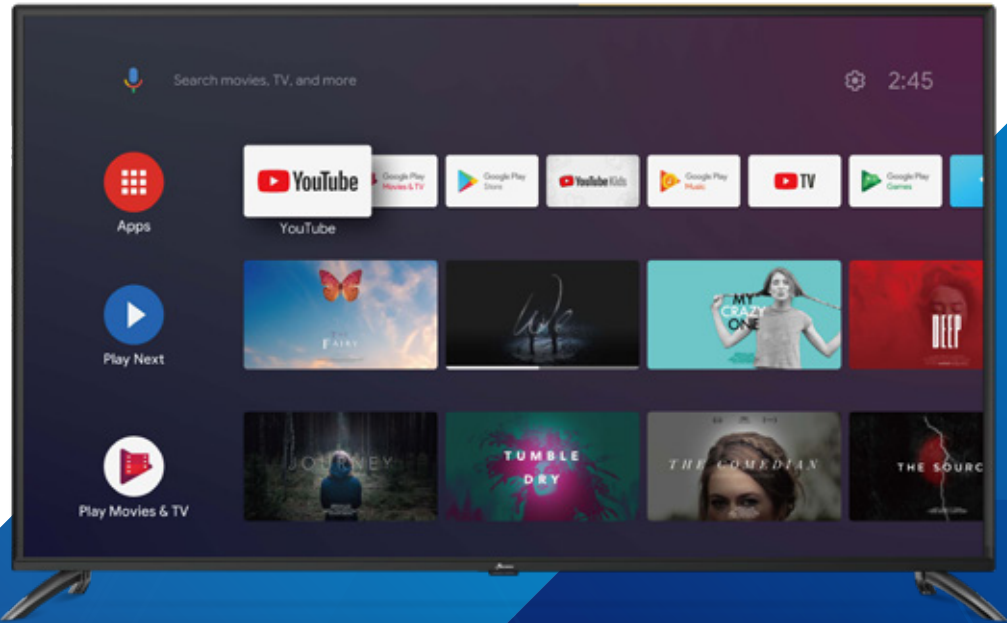 Search movies, TV, and more
2:45
YouTube
Google Play
Movies & TV
Google Play
Store
YouTube Kids
Google Play
Music
TV
Google Play
Games
Apps
YouTube
THE
FAIRY
We
MY
CRAZY
ONE
DEEP
Play Next
JOURNEY
TUMBLE
DRY
THE COMEDIAN
THE SOURC
Play Movies & TV